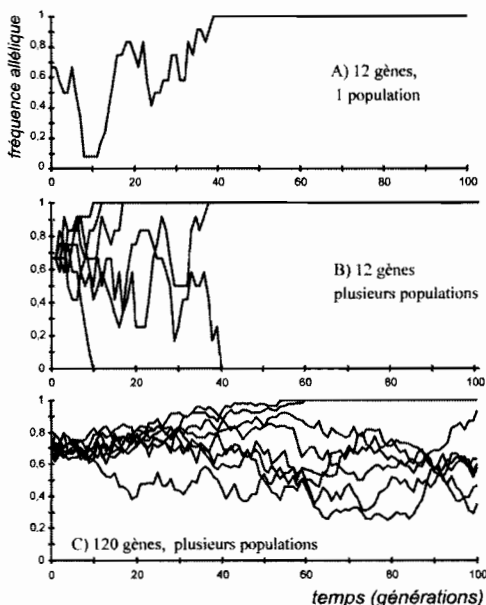 fréquence allélique
1
0,8
0,6
0,4
0,2
0
0 20 40 60 80 100
A) 12 gènes,
1 population
1
0,8
0,6
0,4
0,2
0
0 20 40 60 80 100
B) 12 gènes
plusieurs populations
1
0,8
0,6
0,4
0,2
0
0 20 40 60 80 100
C) 120 gènes, plusieurs populations
temps (générations)